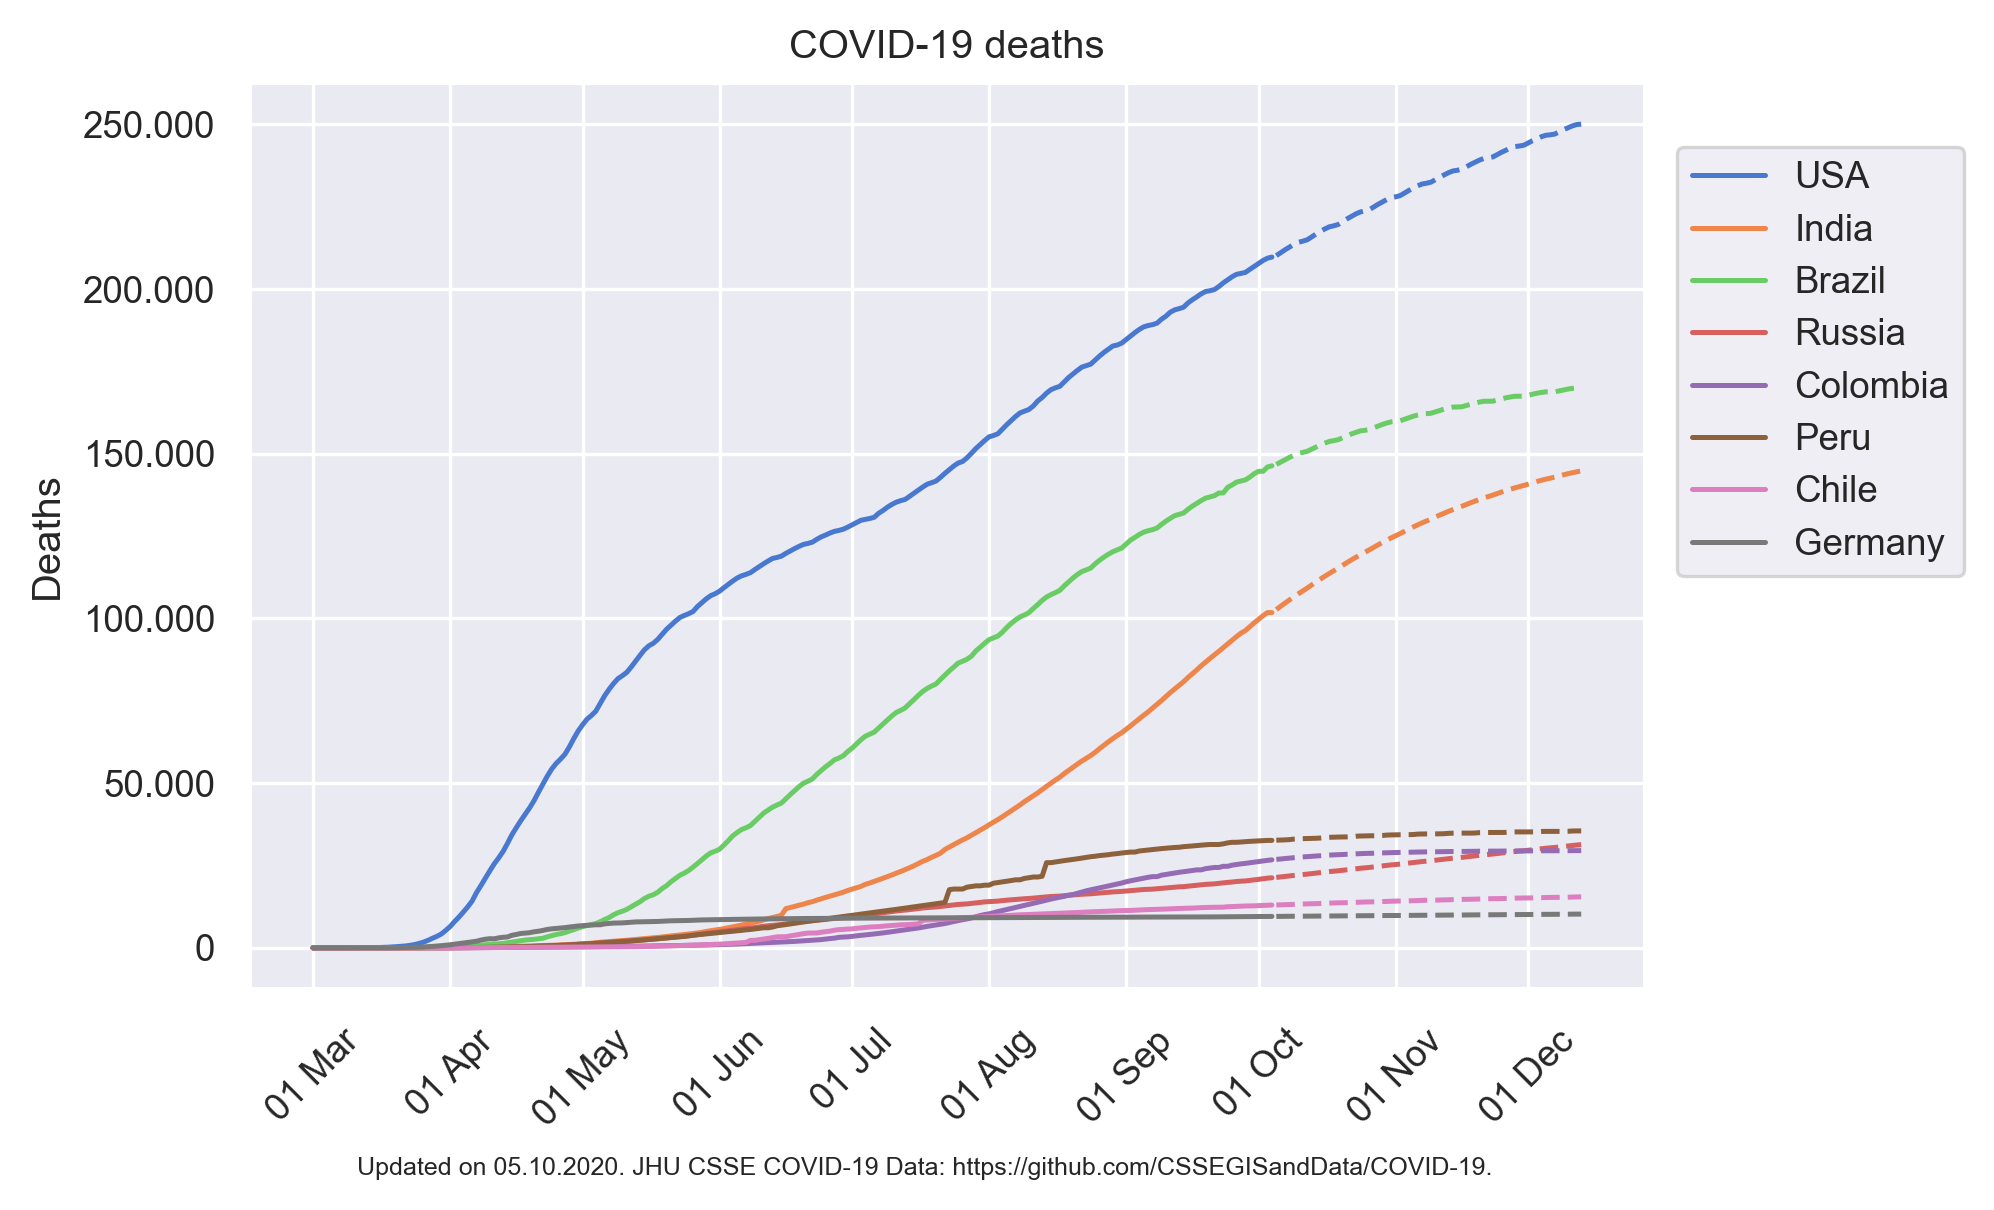 COVID-19 deaths
250.000
200.000
150.000
100.000
50.000
0
Deaths
01 Mar
01 Apr
01 May
01 Jun
01 Jul
01 Aug
01 Sep
01 Oct
01 Nov
01 Dec
USA
India
Brazil
Russia
Colombia
Peru
Chile
Germany
Updated on 05.10.2020. JHU CSSE COVID-19 Data: https://github.com/CSSEGISandData/COVID-19.